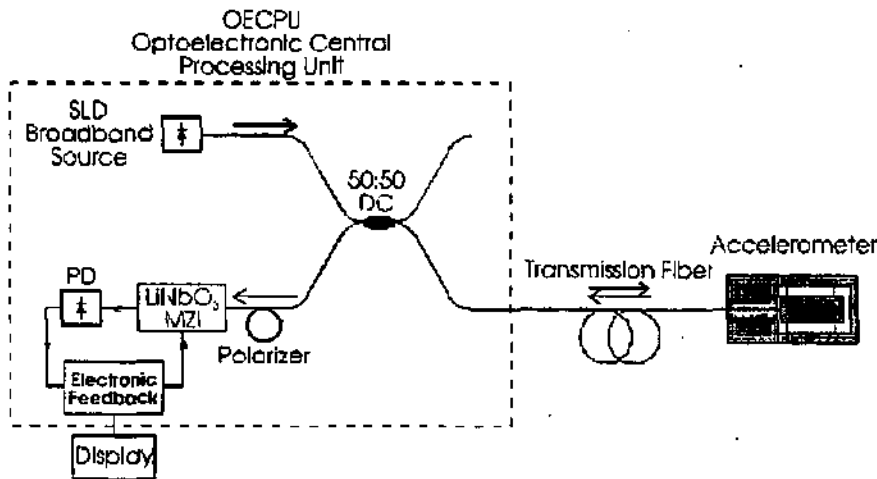 OECPU
Optoelectronic Central
Processing Unit
SLD
Broadband
Source
50:50
DC
Accelerometer
Transmission Fiber
PD
LiNbO3
MZI
Polarizer
Electronic
Feedback
Display